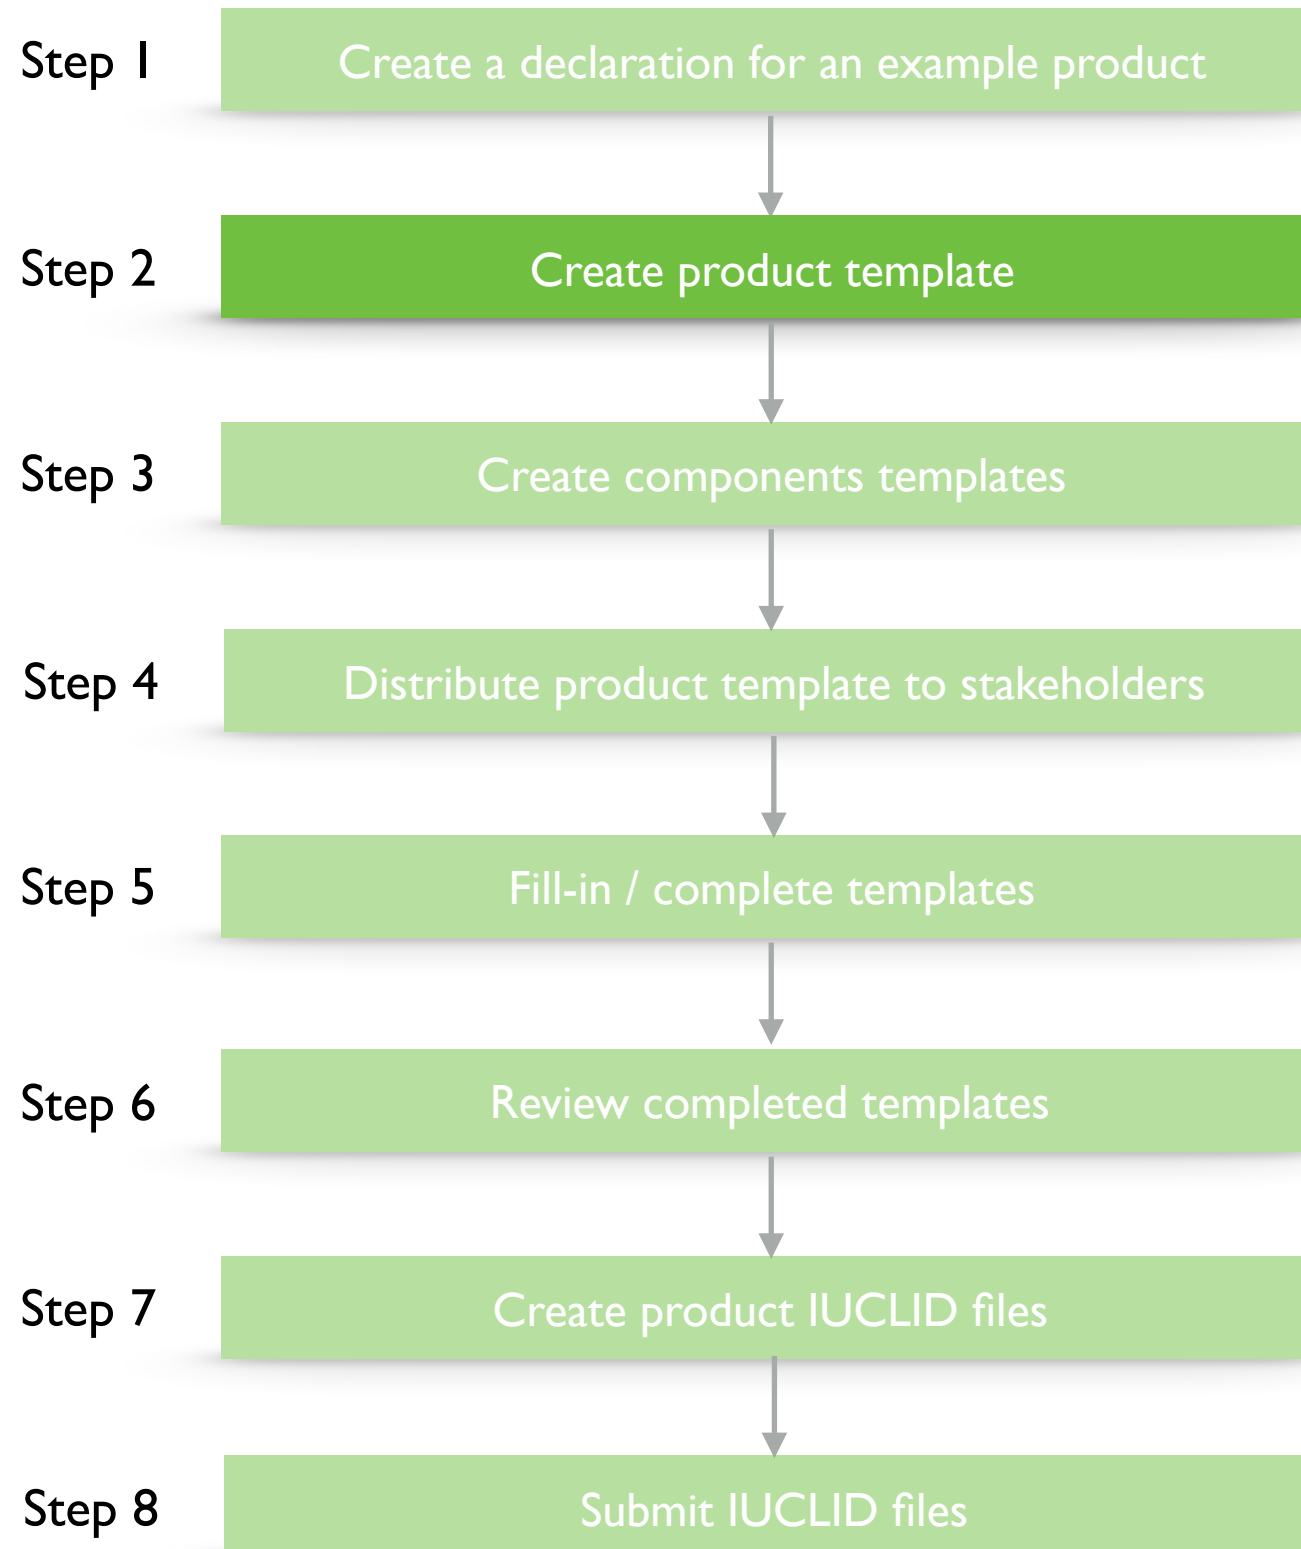 Step 1
Create a declaration for an example product
Step 2
Create product template
Step 3
Create components templates
Step 4
Distribute product template to stakeholders
Step 5
Fill-in / complete templates
Step 6
Review completed templates
Step 7
Create product IUCLID files
Step 8
Submit IUCLID files